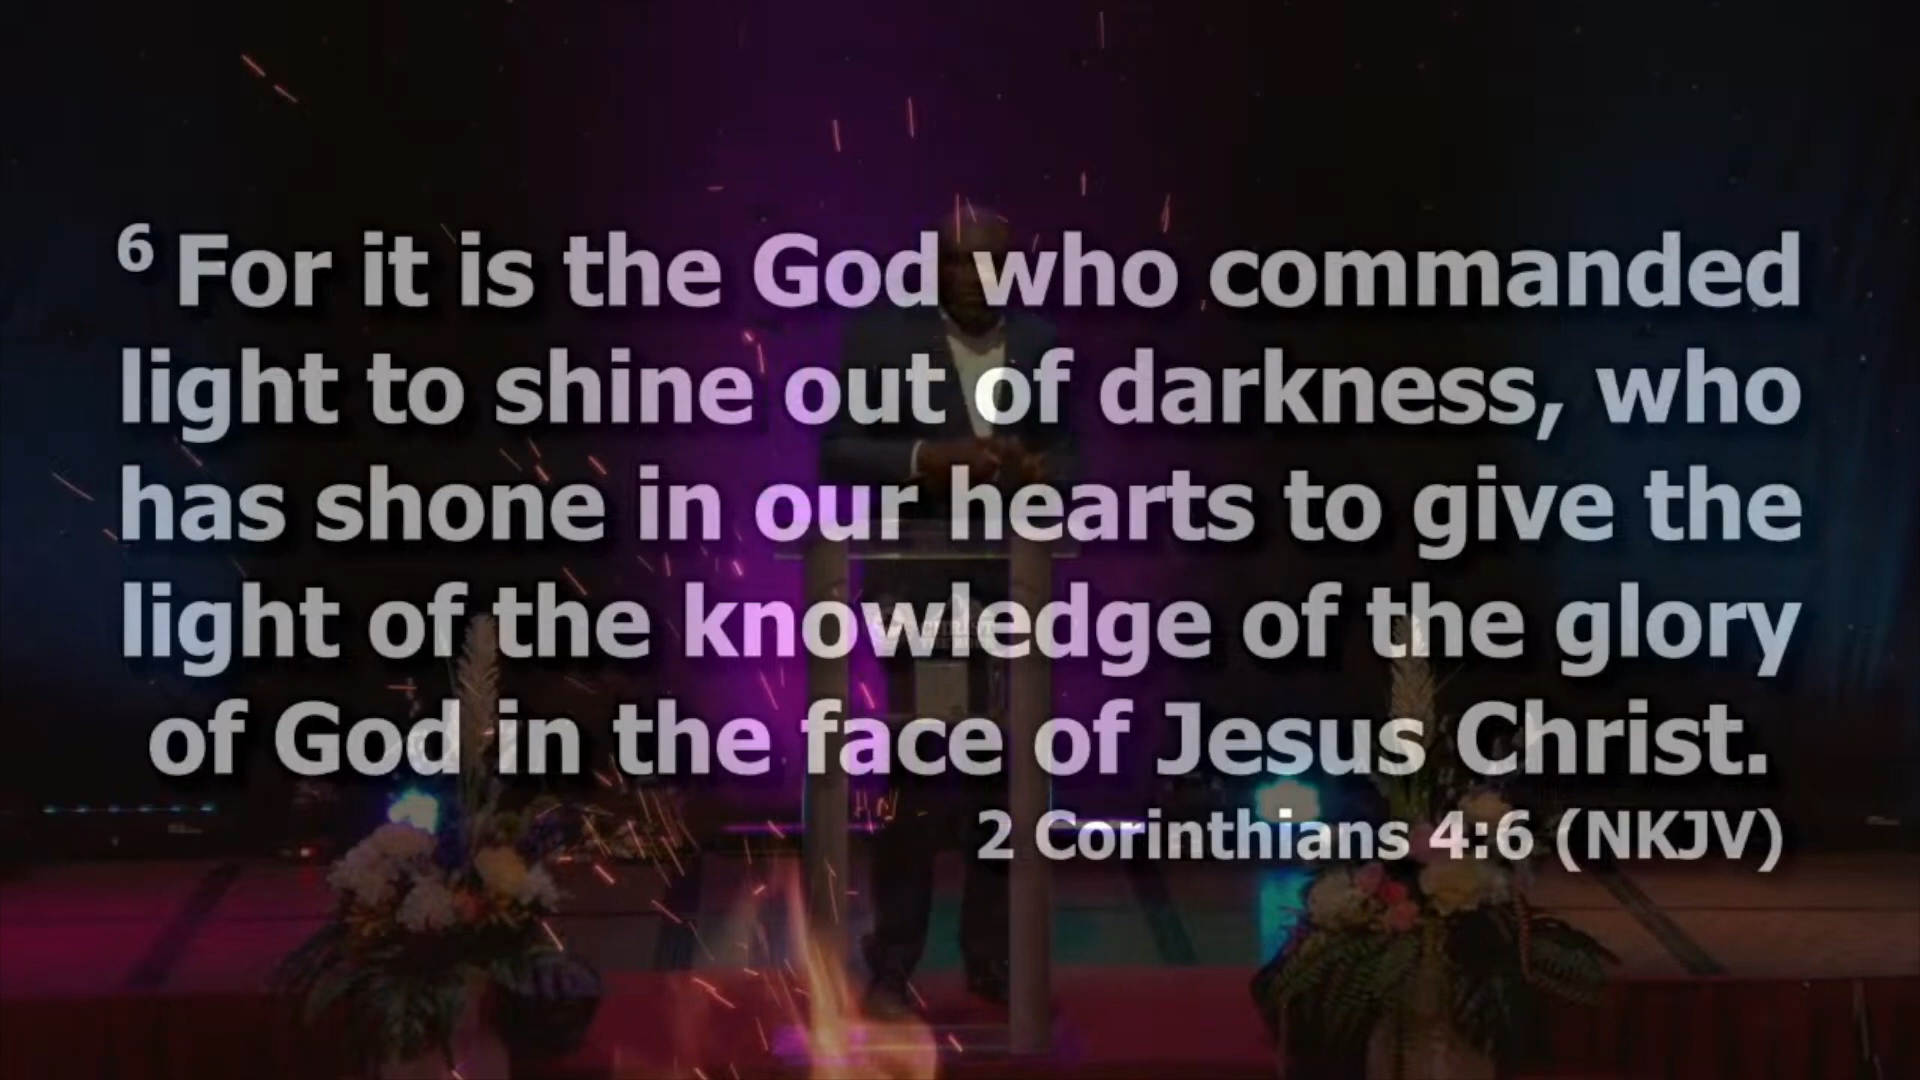 6 For it is the God who commanded
light to shine out of darkness, who
has shone in our hearts to give the
light of the knowledge of the glory
of God in the face of Jesus Christ.
2 Corinthians 4:6 (NKJV)